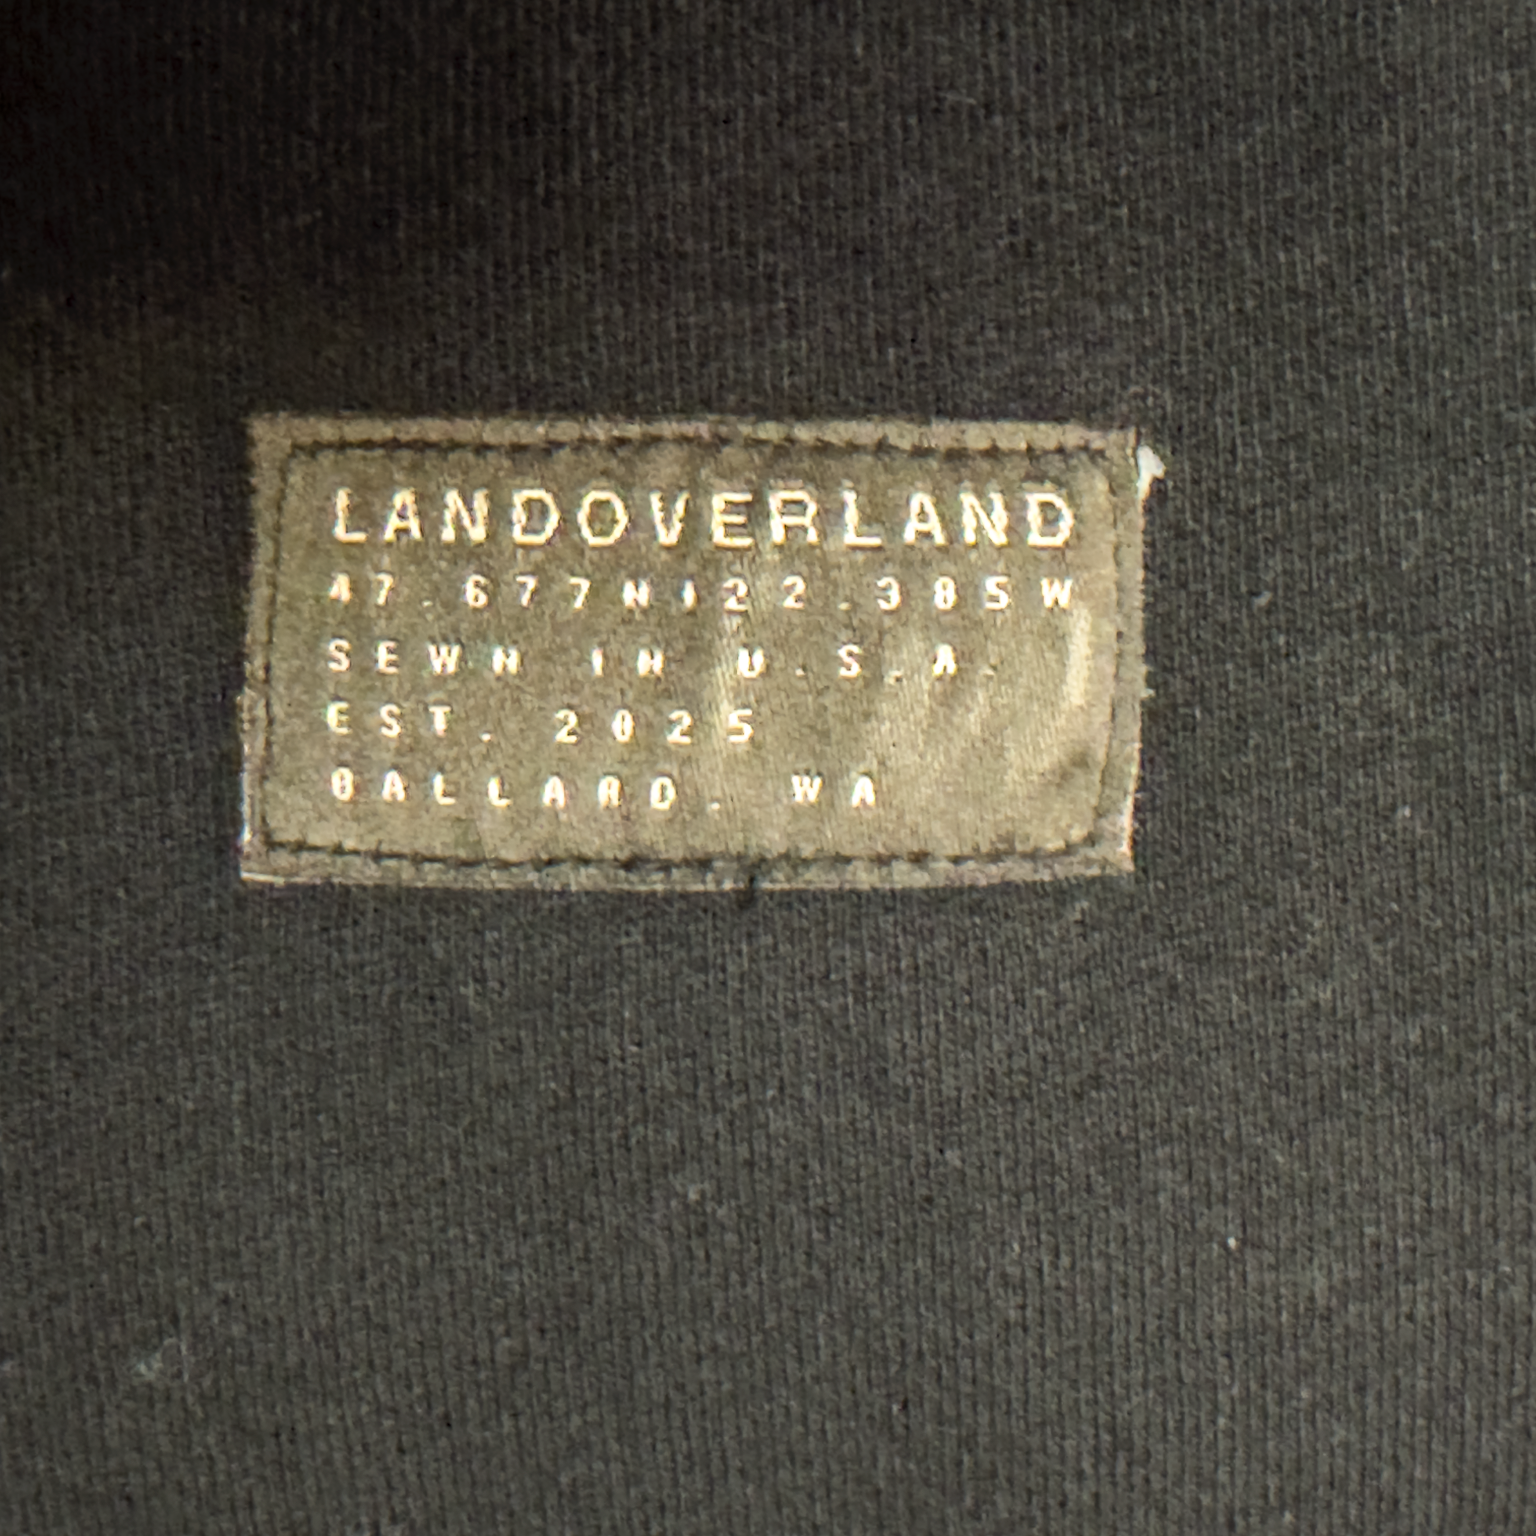 LANDOVERLAND
47.677N122.385W
SEWN IN U.S.A.
EST. 2025
BALLARD. WA